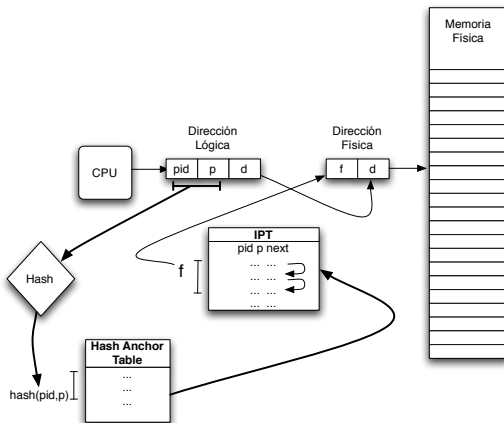 Memoria
Física
Dirección
Lógica
Dirección
Física
CPU
pid p d
f d
IPT
pid p next
... ...
... ...
... ...
... ...
f
Hash
Hash Anchor
Table
...
...
...
hash(pid,p)